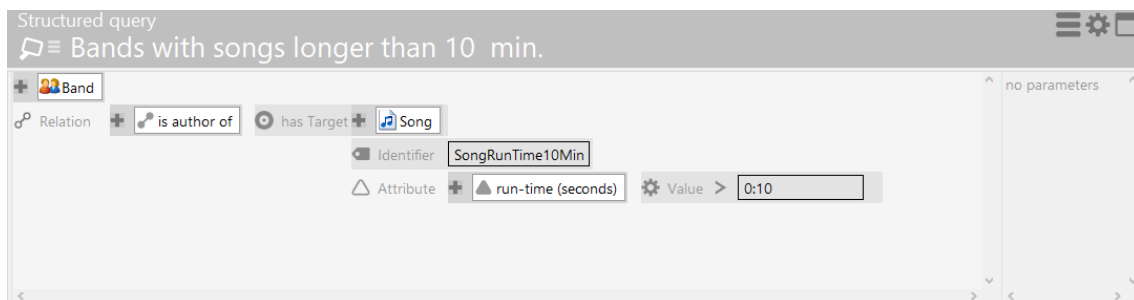 Structured query
Bands with songs longer than 10 min.
Band
no parameters
Relation is author of has Target Song
Identifier SongRunTime10Min
Attribute run-time (seconds) Value > 0:10